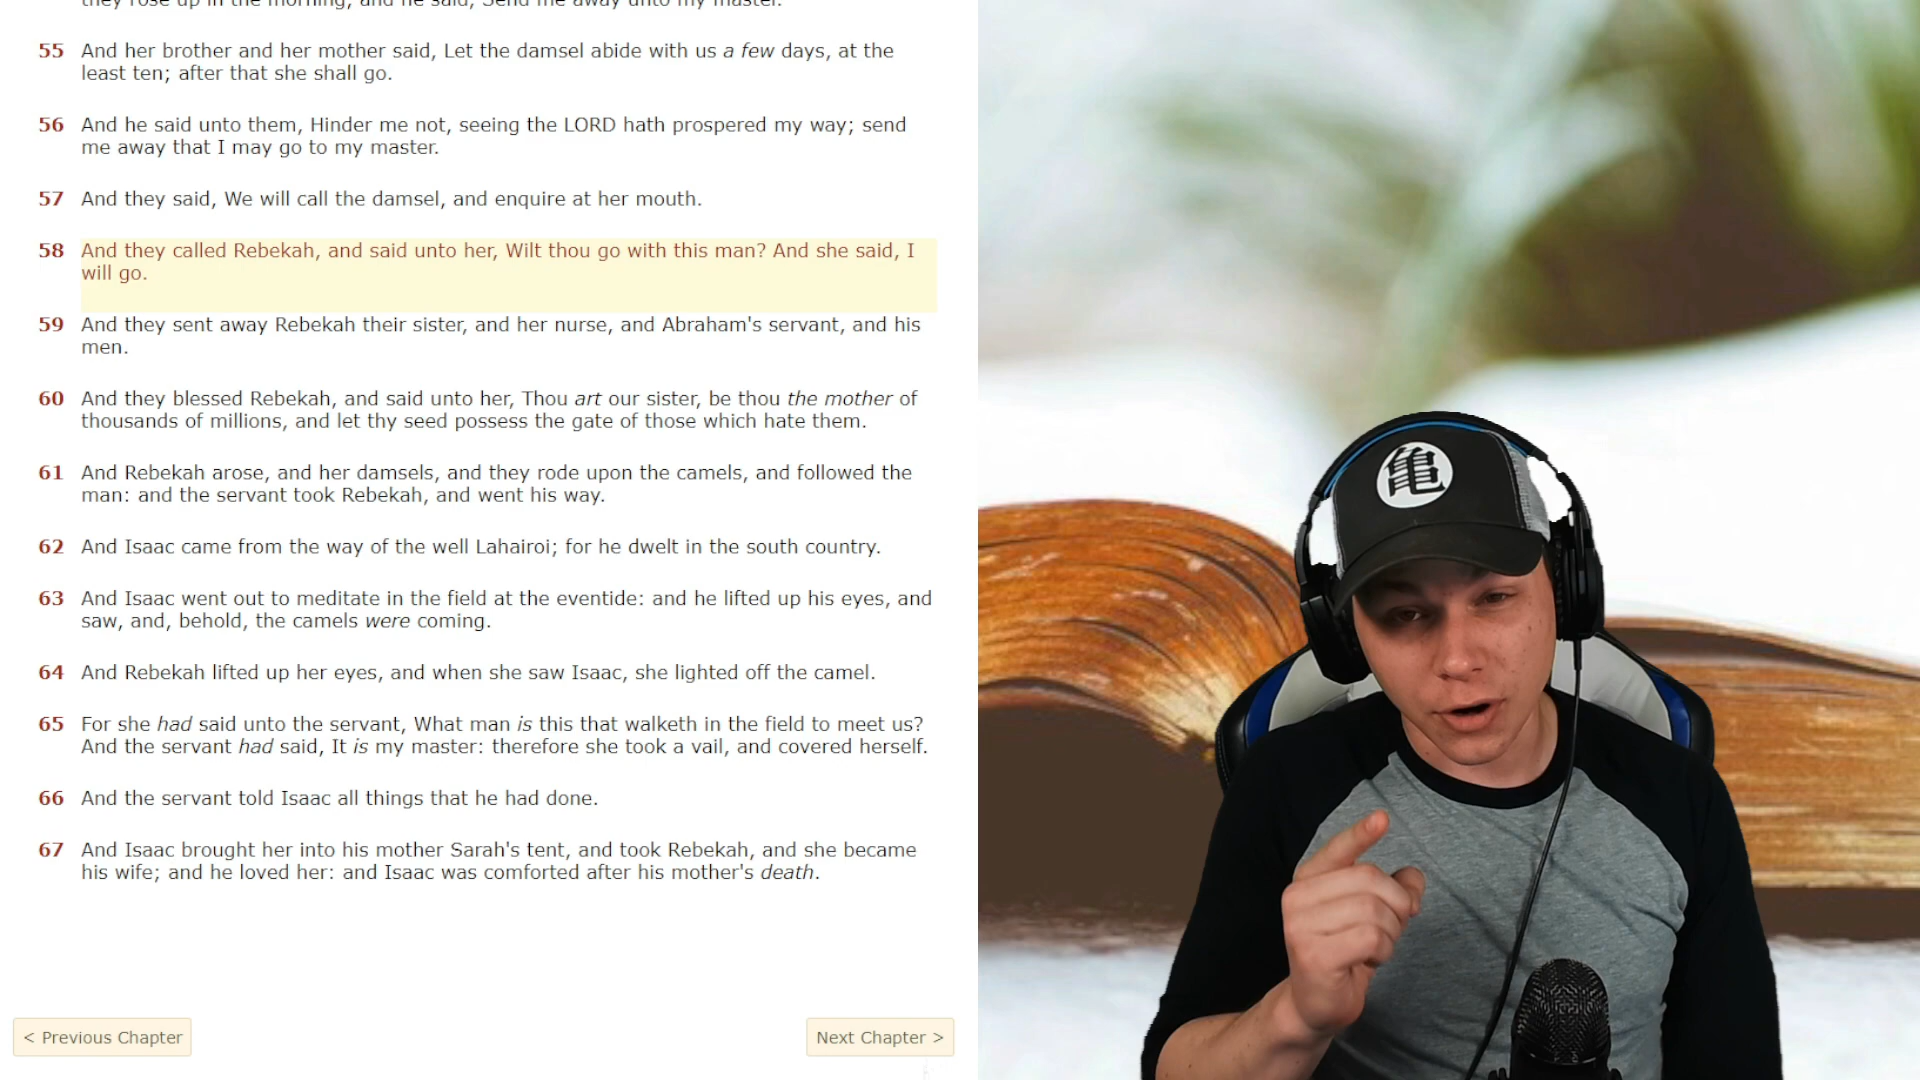 they rose up in the morning, and he said, Send me away unto my master.
55 And her brother and her mother said, Let the damsel abide with us a few days, at the
least ten; after that she shall go.
56 And he said unto them, Hinder me not, seeing the LORD hath prospered my way; send
me away that I may go to my master.
57 And they said, We will call the damsel, and enquire at her mouth.
58 And they called Rebekah, and said unto her, Wilt thou go with this man? And she said, I
will go.
59 And they sent away Rebekah their sister, and her nurse, and Abraham's servant, and his
men.
60 And they blessed Rebekah, and said unto her, Thou art our sister, be thou the mother of
thousands of millions, and let thy seed possess the gate of those which hate them.
61 And Rebekah arose, and her damsels, and they rode upon the camels, and followed the
man: and the servant took Rebekah, and went his way.
62 And Isaac came from the way of the well Lahairoi; for he dwelt in the south country.
63 And Isaac went out to meditate in the field at the eventide: and he lifted up his eyes, and
saw, and, behold, the camels were coming.
64 And Rebekah lifted up her eyes, and when she saw Isaac, she lighted off the camel.
65 For she had said unto the servant, What man is this that walketh in the field to meet us?
And the servant had said, It is my master: therefore she took a vail, and covered herself.
66 And the servant told Isaac all things that he had done.
67 And Isaac brought her into his mother Sarah's tent, and took Rebekah, and she became
his wife; and he loved her: and Isaac was comforted after his mother's death.
< Previous Chapter
Next Chapter >
亀